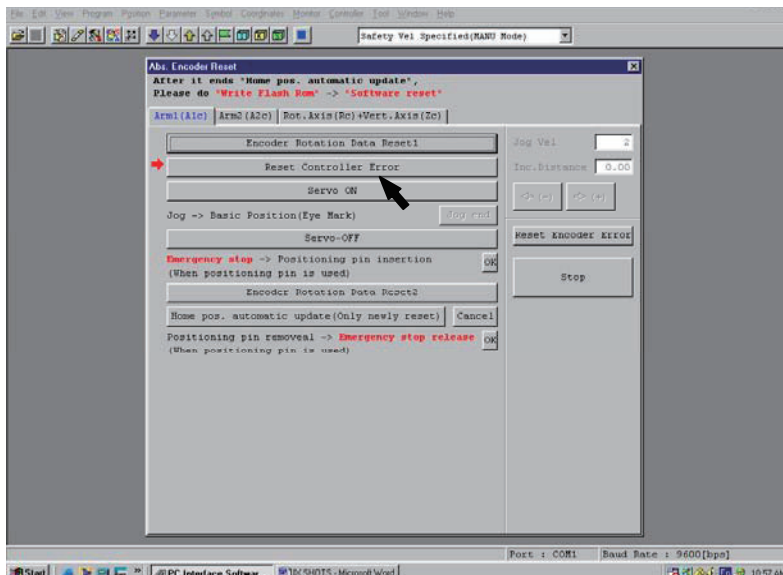 File Edit View Program Position Parameter Symbol Coordinates Monitor Controller Tool Window Help
Safety Vel Specified(MANU Mode)
Abs. Encoder Reset
After it ends "Home pos. automatic update",
Please do "Write Flash Rom" -> "Software reset"
Arm1(A1c) Arm2(A2c) Rot.Axis(Rc)+Vert.Axis(Zc)
Encoder Rotation Data Reset1
Reset Controller Error
Servo ON
Jog -> Basic Position(Eye Mark) Jog end
Servo-OFF
Emergency stop -> Positioning pin insertion
(When positioning pin is used) OK
Encoder Rotation Data Reset2
Home pos. automatic update(Only newly reset) Cancel
Positioning pin removeal -> Emergency stop release OK
(When positioning pin is used)
Jog Vel 2
Inc.Distance 0.00
(-) (+)
Reset Encoder Error
Stop
Port : COM1 Baud Rate : 9600[bps]
Start PC Interface Softwar... SHOTS - Microsoft Word 10:57 AM